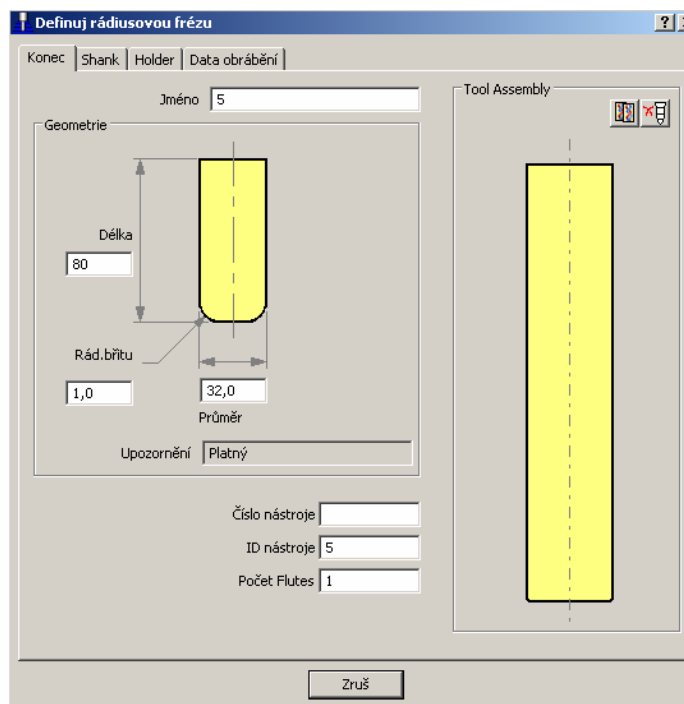 Definuj rádiusovou frézu
Konec Shank Holder Data obrábění
Jméno 5
Geometrie
Délka
80
Rád.břitu
1,0
32,0
Průměr
Upozornění Platný
Číslo nástroje
ID nástroje 5
Počet Flutes 1
Tool Assembly
Zruš